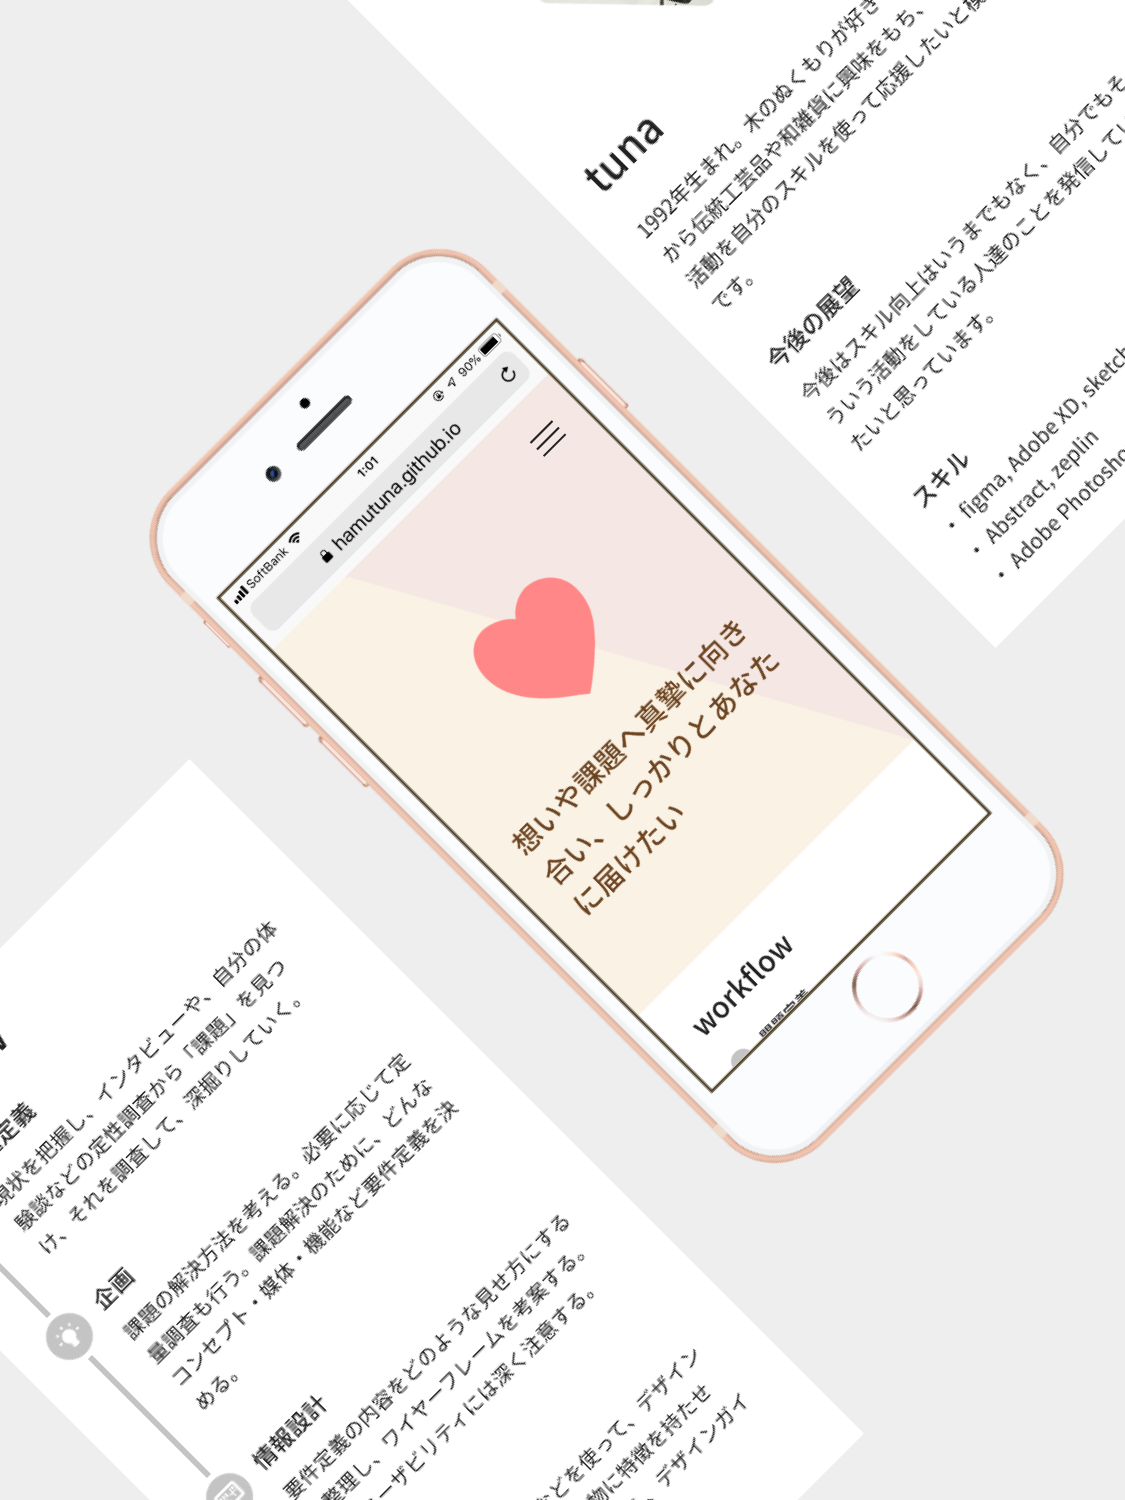 tuna
1992年生まれ。木のぬくもりが好き
から伝統工芸品や和雑貨に興味をもち、
活動を自分のスキルを使って応援したいと模
です。
今後の展望
今後はスキル向上はいうまでもなく、自分でもそ
ういう活動をしている人達のことを発信してい
たいと思っています。
スキル
・figma, Adobe XD, sketch
・Abstract, zeplin
・Adobe Photosho
SoftBank 1:01 90%
hamutuna.github.io
想いや課題へ真摯に向き
合い、しっかりとあなた
に届けたい
workflow
定義
現状を把握し、インタビューや、自分の体
験談などの定性調査から「課題」を見つ
け、それを調査して、深掘りしていく。
企画
課題の解決方法を考える。必要に応じて定
量調査も行う。課題解決のために、どんな
コンセプト・媒体・機能など要件定義を決
める。
情報設計
要件定義の内容をどのような見せ方にする
整理し、ワイヤーフレームを考案する。
ーザビリティには深く注意する。
どを使って、デザイン
物に特徴を持たせ
、デザインガイ